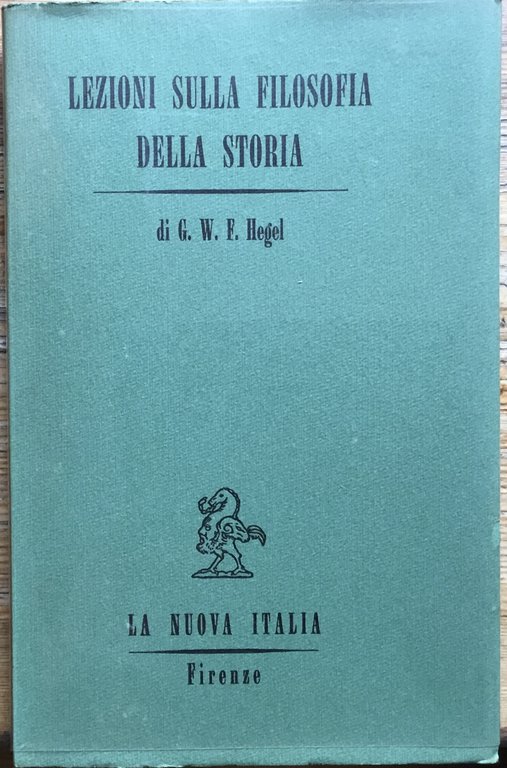 LEZIONI SULLA FILOSOFIA
DELLA STORIA
di G. W. F. Hegel
LA NUOVA ITALIA
Firenze